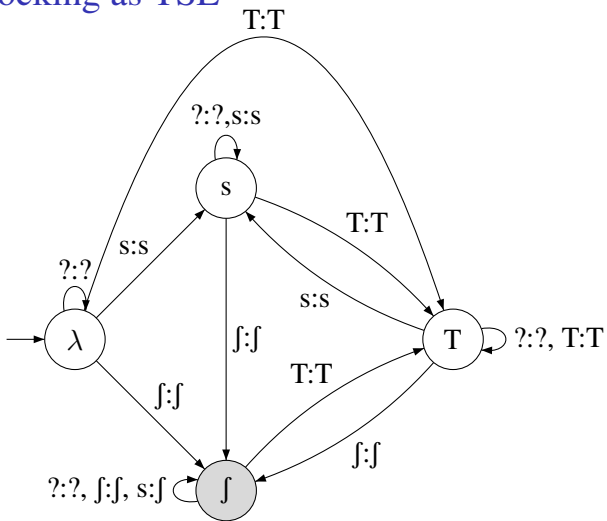 ocking as TSL
T:T
?:?,s:s
s
T:T
s:s
?:?
s:s
λ
ʃ:ʃ
T
?:?, T:T
T:T
ʃ:ʃ
ʃ:ʃ
?:?, ʃ:ʃ, s:ʃ
ʃ